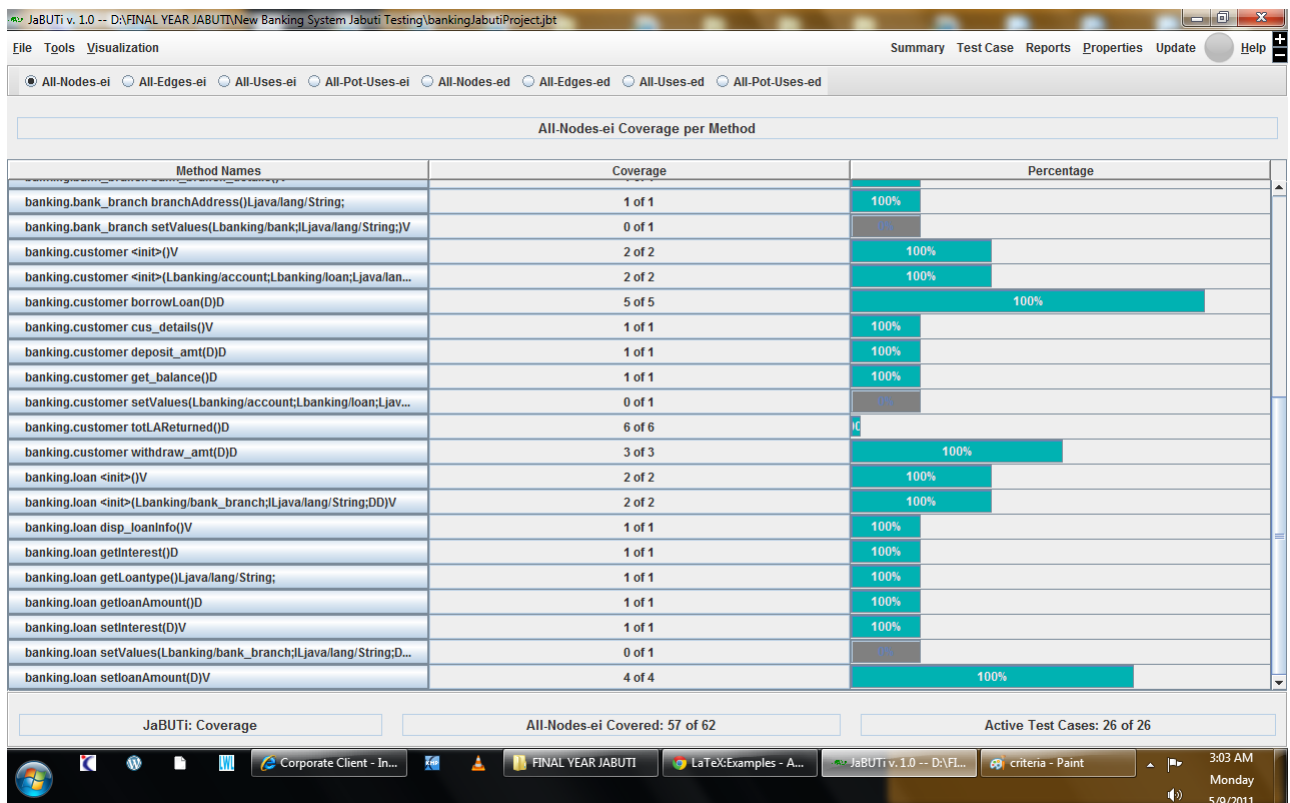 JaBUTi v. 1.0 -- D:\FINAL YEAR JABUTI\New Banking System Jabuti Testing\bankingJabutiProject.jbt
File Tools Visualization Summary Test Case Reports Properties Update Help
All-Nodes-ei All-Edges-ei All-Uses-ei All-Pot-Uses-ei All-Nodes-ed All-Edges-ed All-Uses-ed All-Pot-Uses-ed
All-Nodes-ei Coverage per Method
Method Names Coverage Percentage
banking.bank_branch branchAddress()Ljava/lang/String; 1 of 1 100%
banking.bank_branch setValues(Lbanking/bank;ILjava/lang/String;)V 0 of 1
banking.customer <init>()V 2 of 2 100%
banking.customer <init>(Lbanking/account;Lbanking/loan;Ljava/lan... 2 of 2 100%
banking.customer borrowLoan(D)D 5 of 5 100%
banking.customer cus_details()V 1 of 1 100%
banking.customer deposit_amt(D)D 1 of 1 100%
banking.customer get_balance()D 1 of 1 100%
banking.customer setValues(Lbanking/account;Lbanking/loan;Ljav... 0 of 1
banking.customer totLAReturned()D 6 of 6
banking.customer withdraw_amt(D)D 3 of 3 100%
banking.loan <init>()V 2 of 2 100%
banking.loan <init>(Lbanking/bank_branch;ILjava/lang/String;DD)V 2 of 2 100%
banking.loan disp_loanInfo()V 1 of 1 100%
banking.loan getInterest()D 1 of 1 100%
banking.loan getLoantype()Ljava/lang/String; 1 of 1 100%
banking.loan getloanAmount()D 1 of 1 100%
banking.loan setInterest(D)V 1 of 1 100%
banking.loan setValues(Lbanking/bank_branch;ILjava/lang/String;D... 0 of 1
banking.loan setloanAmount(D)V 4 of 4 100%
JaBUTi: Coverage All-Nodes-ei Covered: 57 of 62 Active Test Cases: 26 of 26
Corporate Client - In... FINAL YEAR JABUTI LaTeX:Examples - A... JaBUTi v. 1.0 -- D:\FI... criteria - Paint 3:03 AM
Monday
5/9/2011